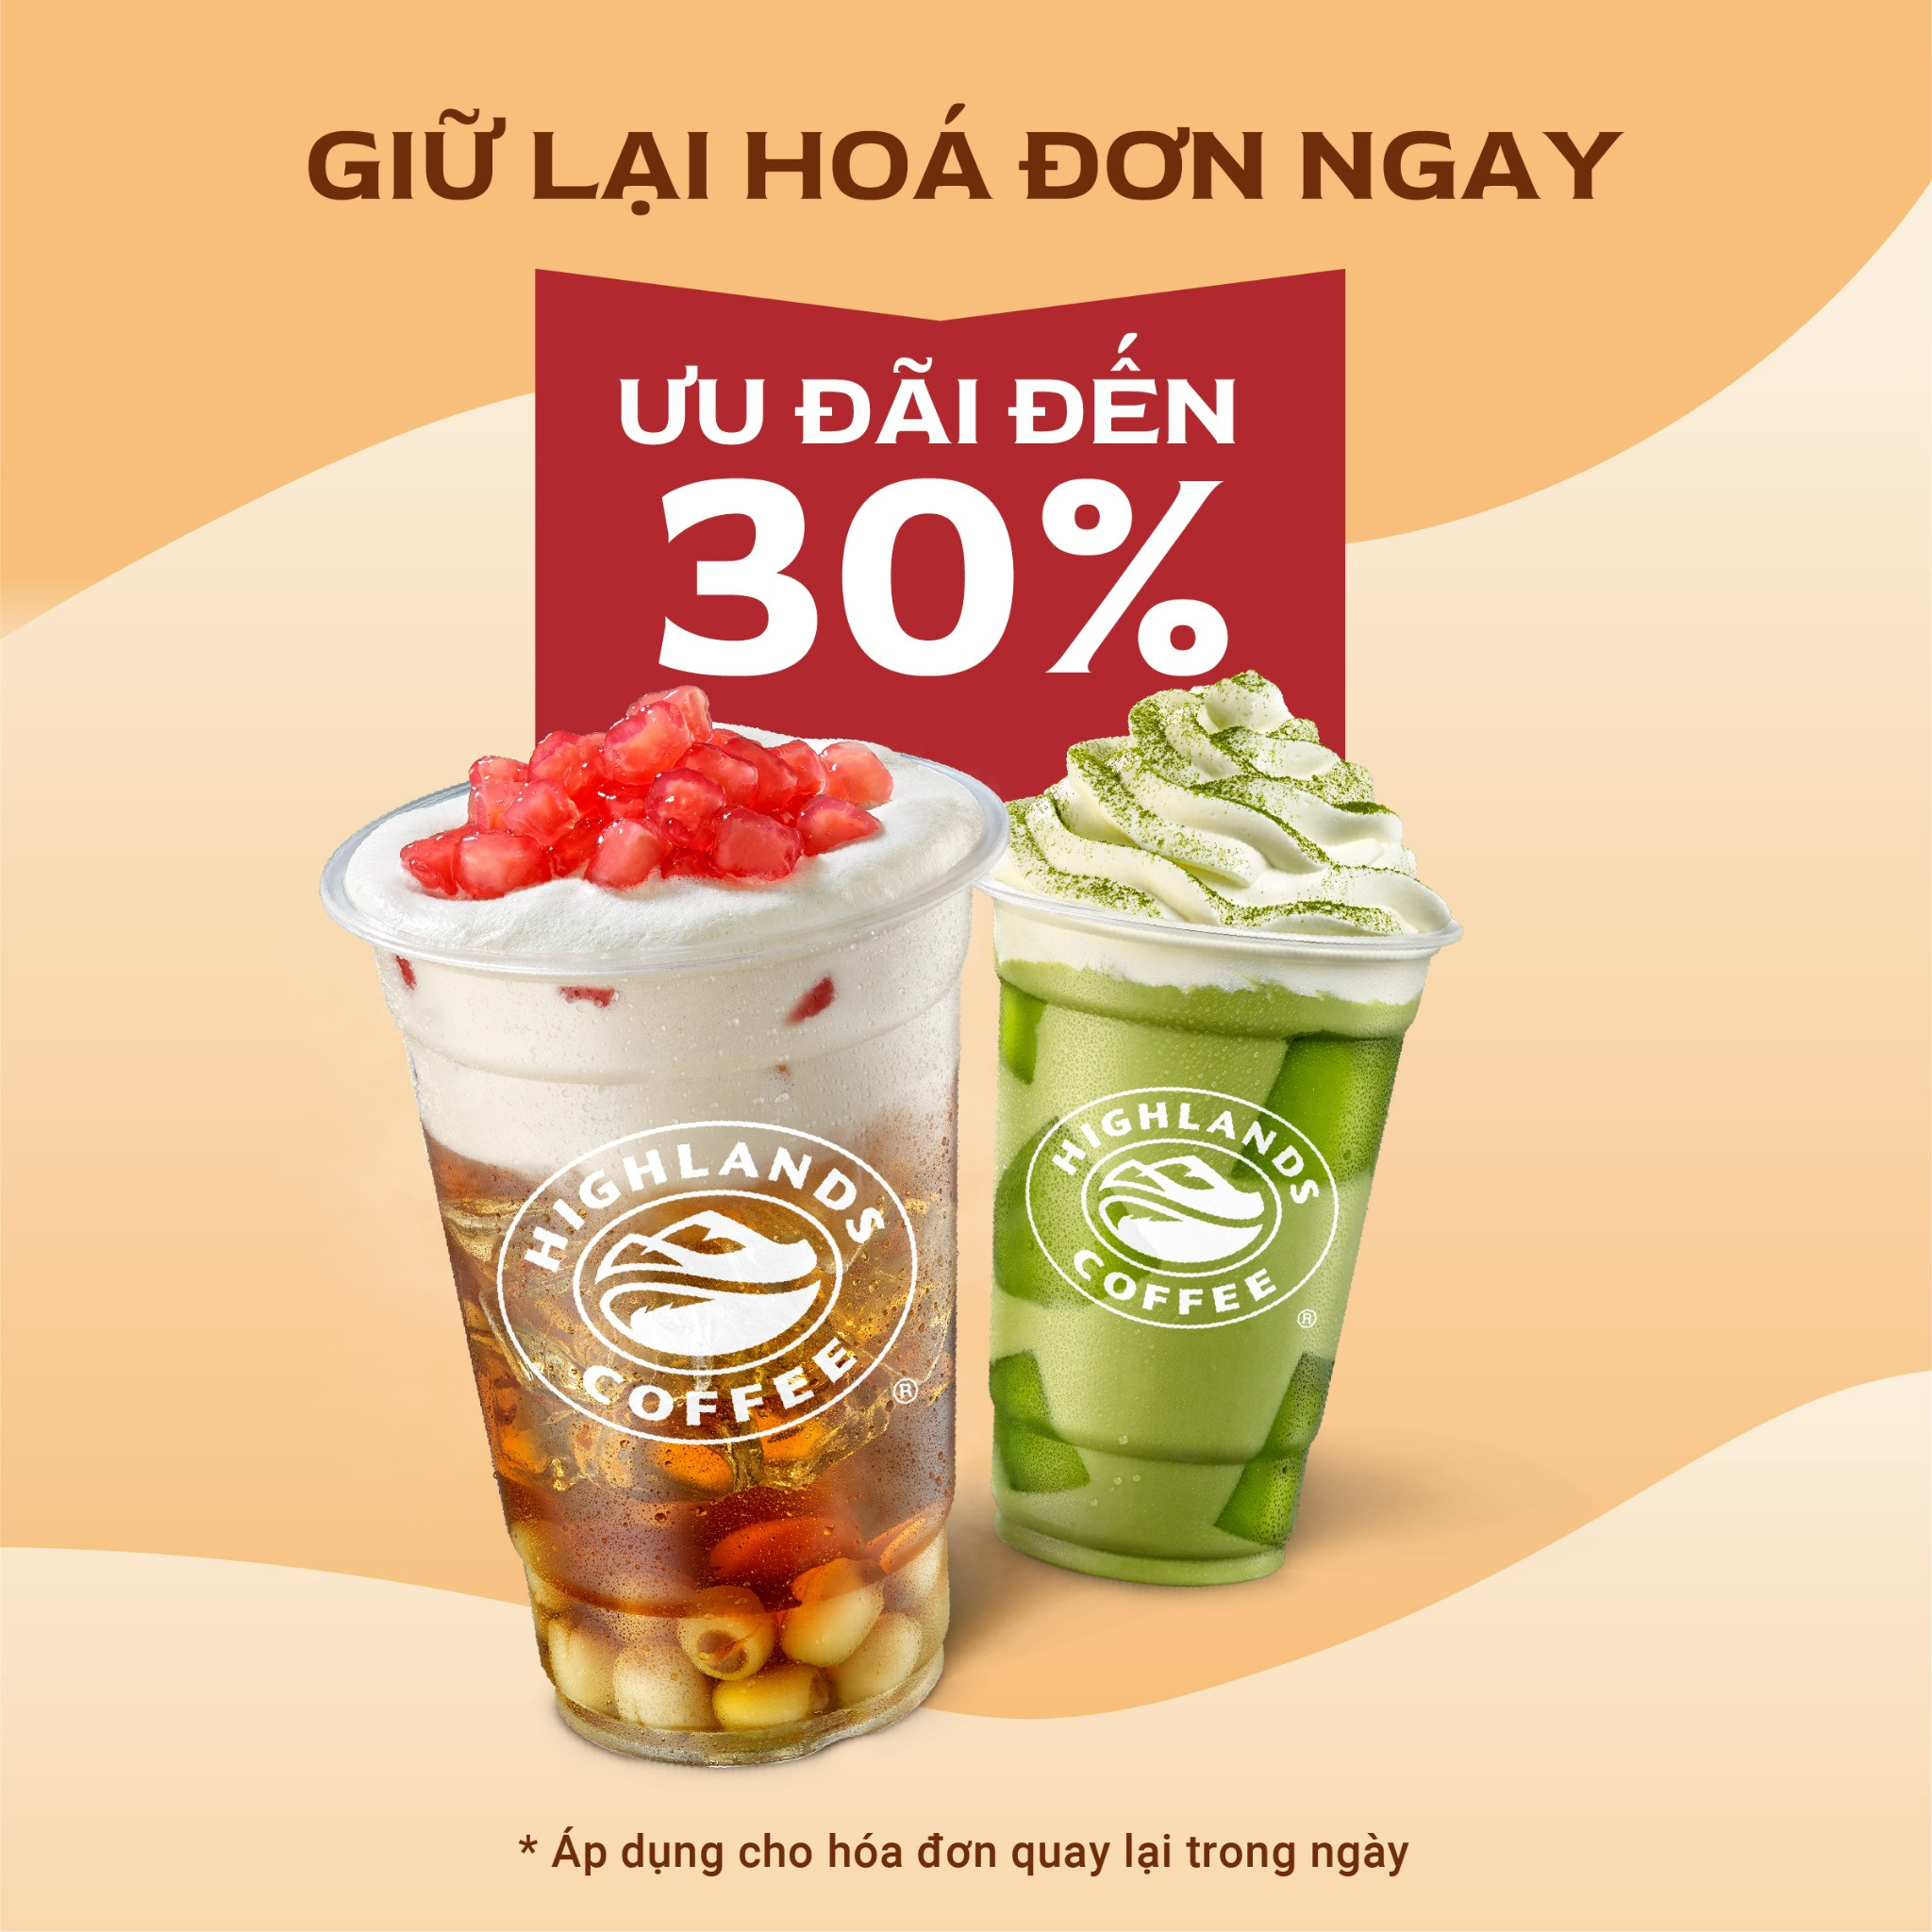 GIỮ LẠI HOÁ ĐƠN NGAY
ƯU ĐÃI ĐẾN
30%
HIGHLANDS
COFFEE
®
HIGHLANDS
COFFEE
®
* Áp dụng cho hóa đơn quay lại trong ngày